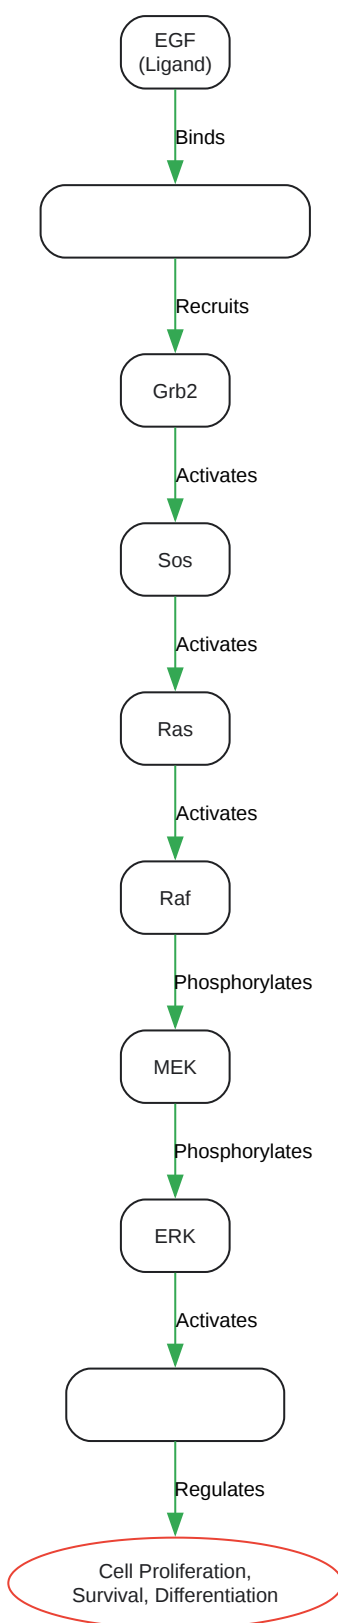 EGF
(Ligand)
Binds
Recruits
Grb2
Activates
Sos
Activates
Ras
Activates
Raf
Phosphorylates
MEK
Phosphorylates
ERK
Activates
Regulates
Cell Proliferation,
Survival, Differentiation